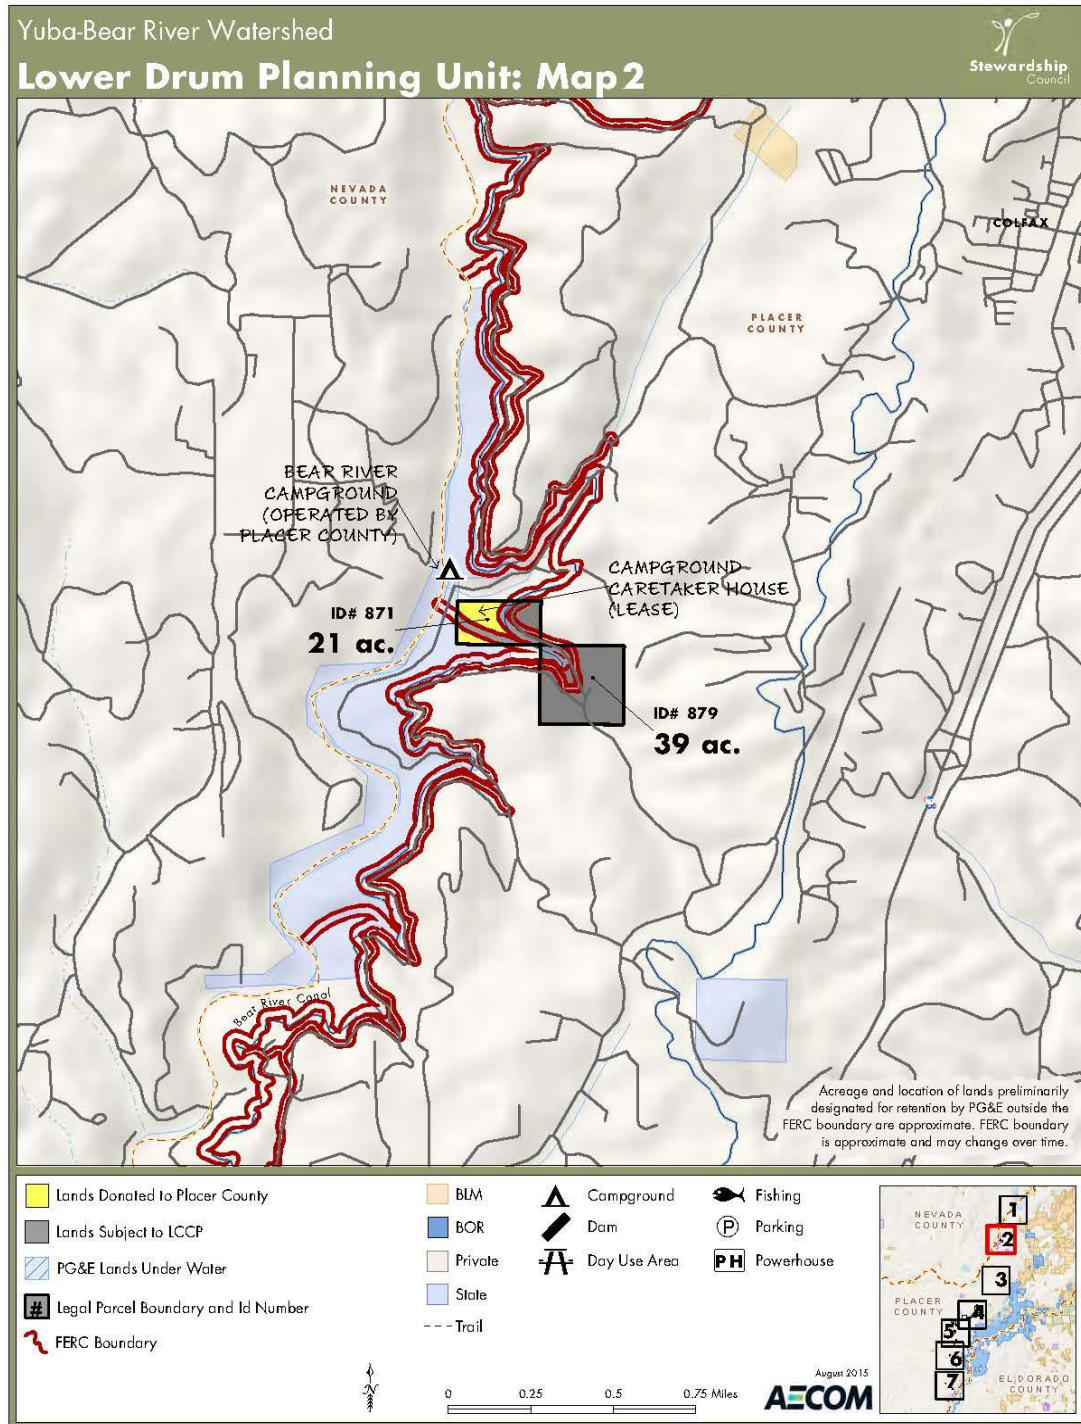 Yuba-Bear River Watershed
Lower Drum Planning Unit: Map 2
Stewardship
Council
NEVADA
COUNTY
COLFAX
PLACER
COUNTY
BEAR RIVER
CAMPGROUND
(OPERATED BY
PLACER COUNTY)
CAMPGROUND
CARETAKER HOUSE
(LEASE)
ID# 871
21 ac.
ID# 879
39 ac.
Bear River Canal
Acreage and location of lands preliminarily
designated for retention by PG&E outside the
FERC boundary are approximate. FERC boundary
is approximate and may change over time.
Lands Donated to Placer County
Lands Subject to LCCP
PG&E Lands Under Water
# Legal Parcel Boundary and Id Number
FERC Boundary
BLM
BOR
Private
State
Trail
Campground
Dam
Day Use Area
Fishing
P Parking
PH Powerhouse
N
0 0.25 0.5 0.75 Miles
August 2015
AECOM
NEVADA
COUNTY
1
2
3
PLACER
COUNTY
4
5
6
7
EL DORADO
COUNTY